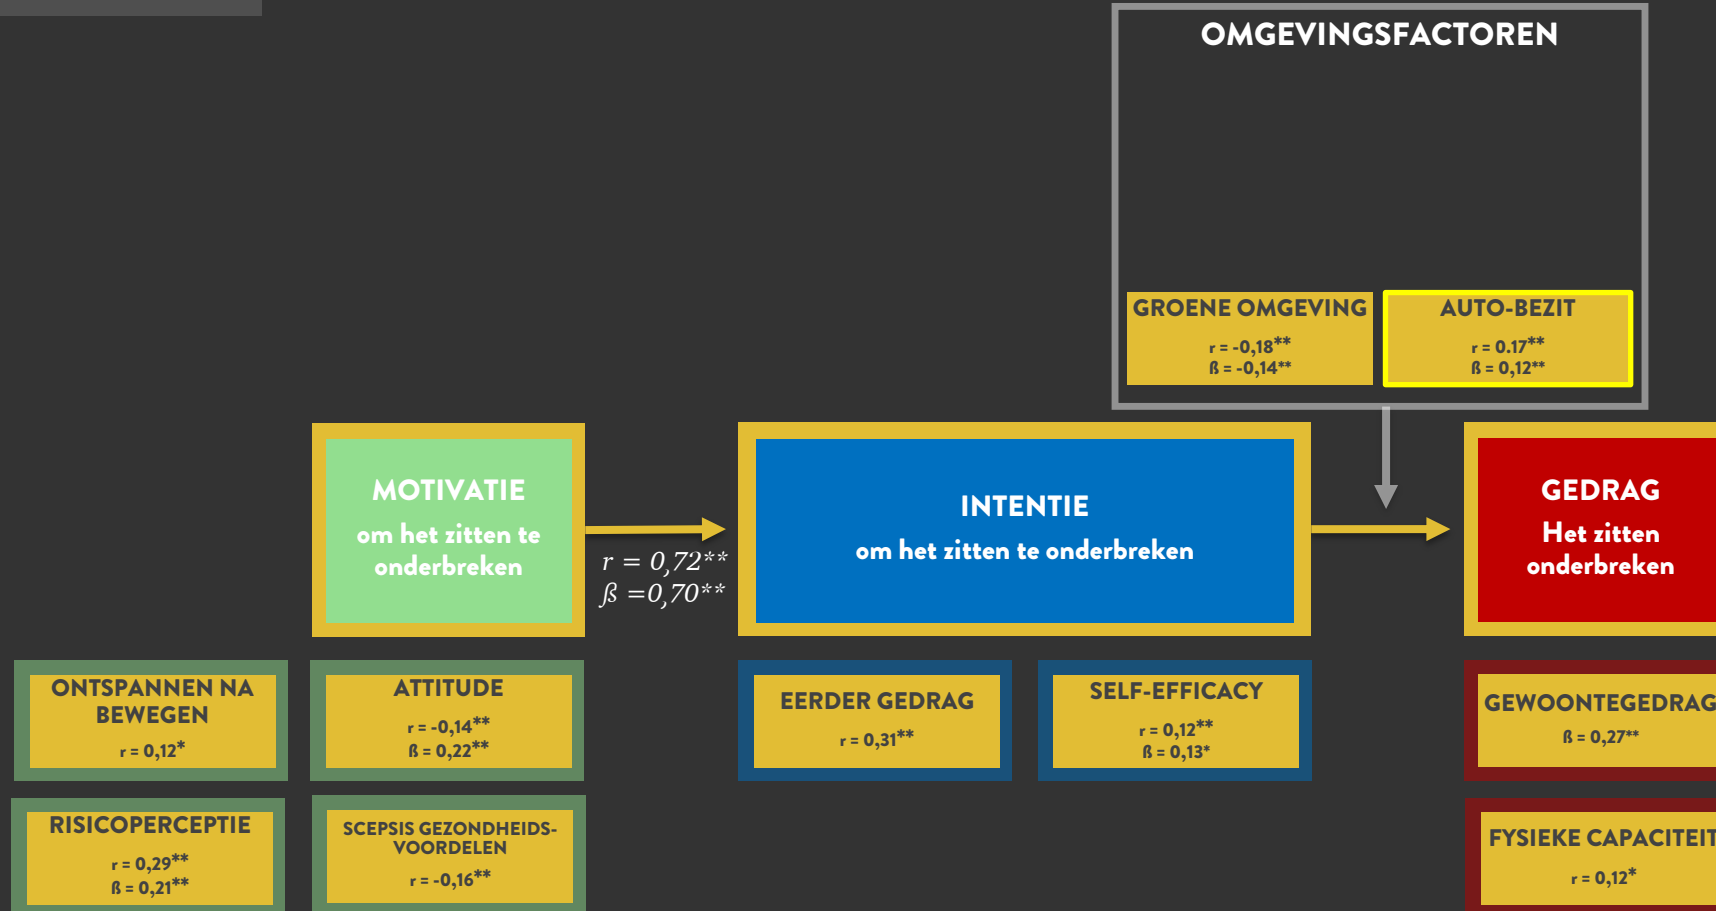 OMGEVINGSFACTOREN
GROENE OMGEVING
r = -0,18**
ß = -0,14**
AUTO-BEZIT
r = 0.17**
ß = 0,12**
MOTIVATIE
om het zitten te
onderbreken
r = 0,72**
ß =0,70**
INTENTIE
om het zitten te onderbreken
GEDRAG
Het zitten
onderbreken
ONTSPANNEN NA
BEWEGEN
r = 0,12*
ATTITUDE
r = -0,14**
ß = 0,22**
EERDER GEDRAG
r = 0,31**
SELF-EFFICACY
r = 0,12**
ß = 0,13*
GEWOONTEGEDRAG
ß = 0,27**
RISICOPERCEPTIE
r = 0,29**
ß = 0,21**
SCEPSIS GEZONDHEIDS-
VOORDELEN
r = -0,16**
FYSIEKE CAPACITEIT
r = 0,12*